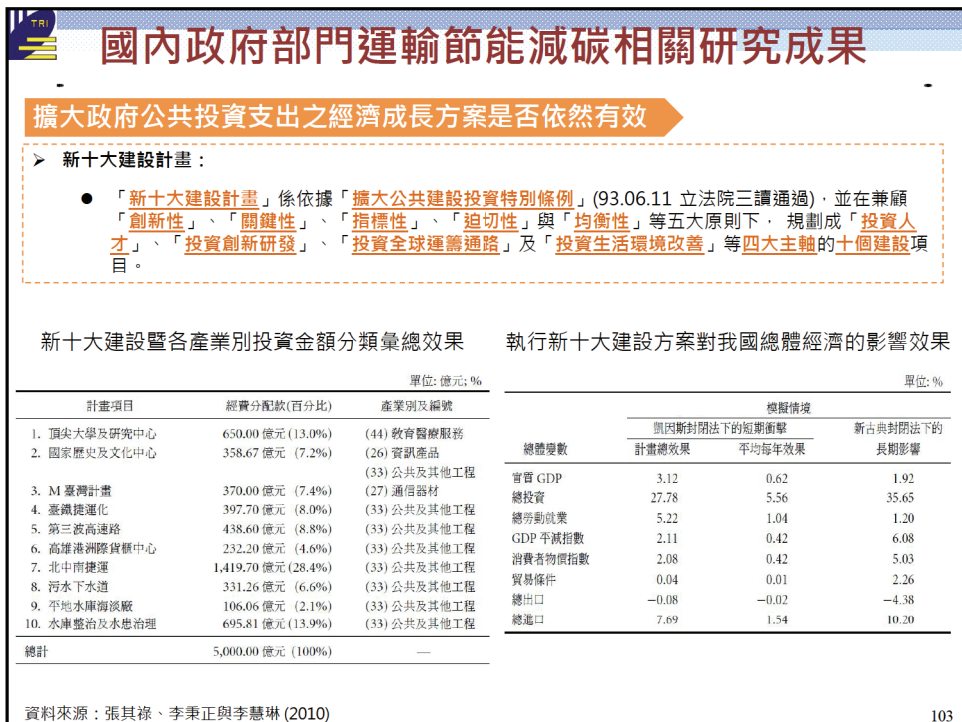 TRI
國內政府部門運輸節能減碳相關研究成果
擴大政府公共投資支出之經濟成長方案是否依然有效
➢ 新十大建設計畫：
● 「新十大建設計畫」係依據「擴大公共建設投資特別條例」(93.06.11 立法院三讀通過)，並在兼顧
「創新性」、「關鍵性」、「指標性」、「迫切性」與「均衡性」等五大原則下， 規劃成「投資人
才」、「投資創新研發」、「投資全球運籌通路」及「投資生活環境改善」等四大主軸的十個建設項
目。
新十大建設暨各產業別投資金額分類彙總效果
單位: 億元; %
計畫項目 經費分配款(百分比) 產業別及編號
1. 頂尖大學及研究中心 650.00 億元 (13.0%) (44) 教育醫療服務
2. 國家歷史及文化中心 358.67 億元 (7.2%) (26) 資訊產品
(33) 公共及其他工程
3. M 臺灣計畫 370.00 億元 (7.4%) (27) 通信器材
4. 臺鐵捷運化 397.70 億元 (8.0%) (33) 公共及其他工程
5. 第三波高速路 438.60 億元 (8.8%) (33) 公共及其他工程
6. 高雄港洲際貨櫃中心 232.20 億元 (4.6%) (33) 公共及其他工程
7. 北中南捷運 1,419.70 億元 (28.4%) (33) 公共及其他工程
8. 污水下水道 331.26 億元 (6.6%) (33) 公共及其他工程
9. 平地水庫海淡廠 106.06 億元 (2.1%) (33) 公共及其他工程
10. 水庫整治及水患治理 695.81 億元 (13.9%) (33) 公共及其他工程
總計 5,000.00 億元 (100%) —
執行新十大建設方案對我國總體經濟的影響效果
單位: %
模擬情境
凱因斯封閉法下的短期衝擊 新古典封閉法下的
總體變數 計畫總效果 平均每年效果 長期影響
實質 GDP 3.12 0.62 1.92
總投資 27.78 5.56 35.65
總勞動就業 5.22 1.04 1.20
GDP 平減指數 2.11 0.42 6.08
消費者物價指數 2.08 0.42 5.03
貿易條件 0.04 0.01 2.26
總出口 −0.08 −0.02 −4.38
總進口 7.69 1.54 10.20
資料來源：張其祿、李秉正與李慧琳 (2010)
103